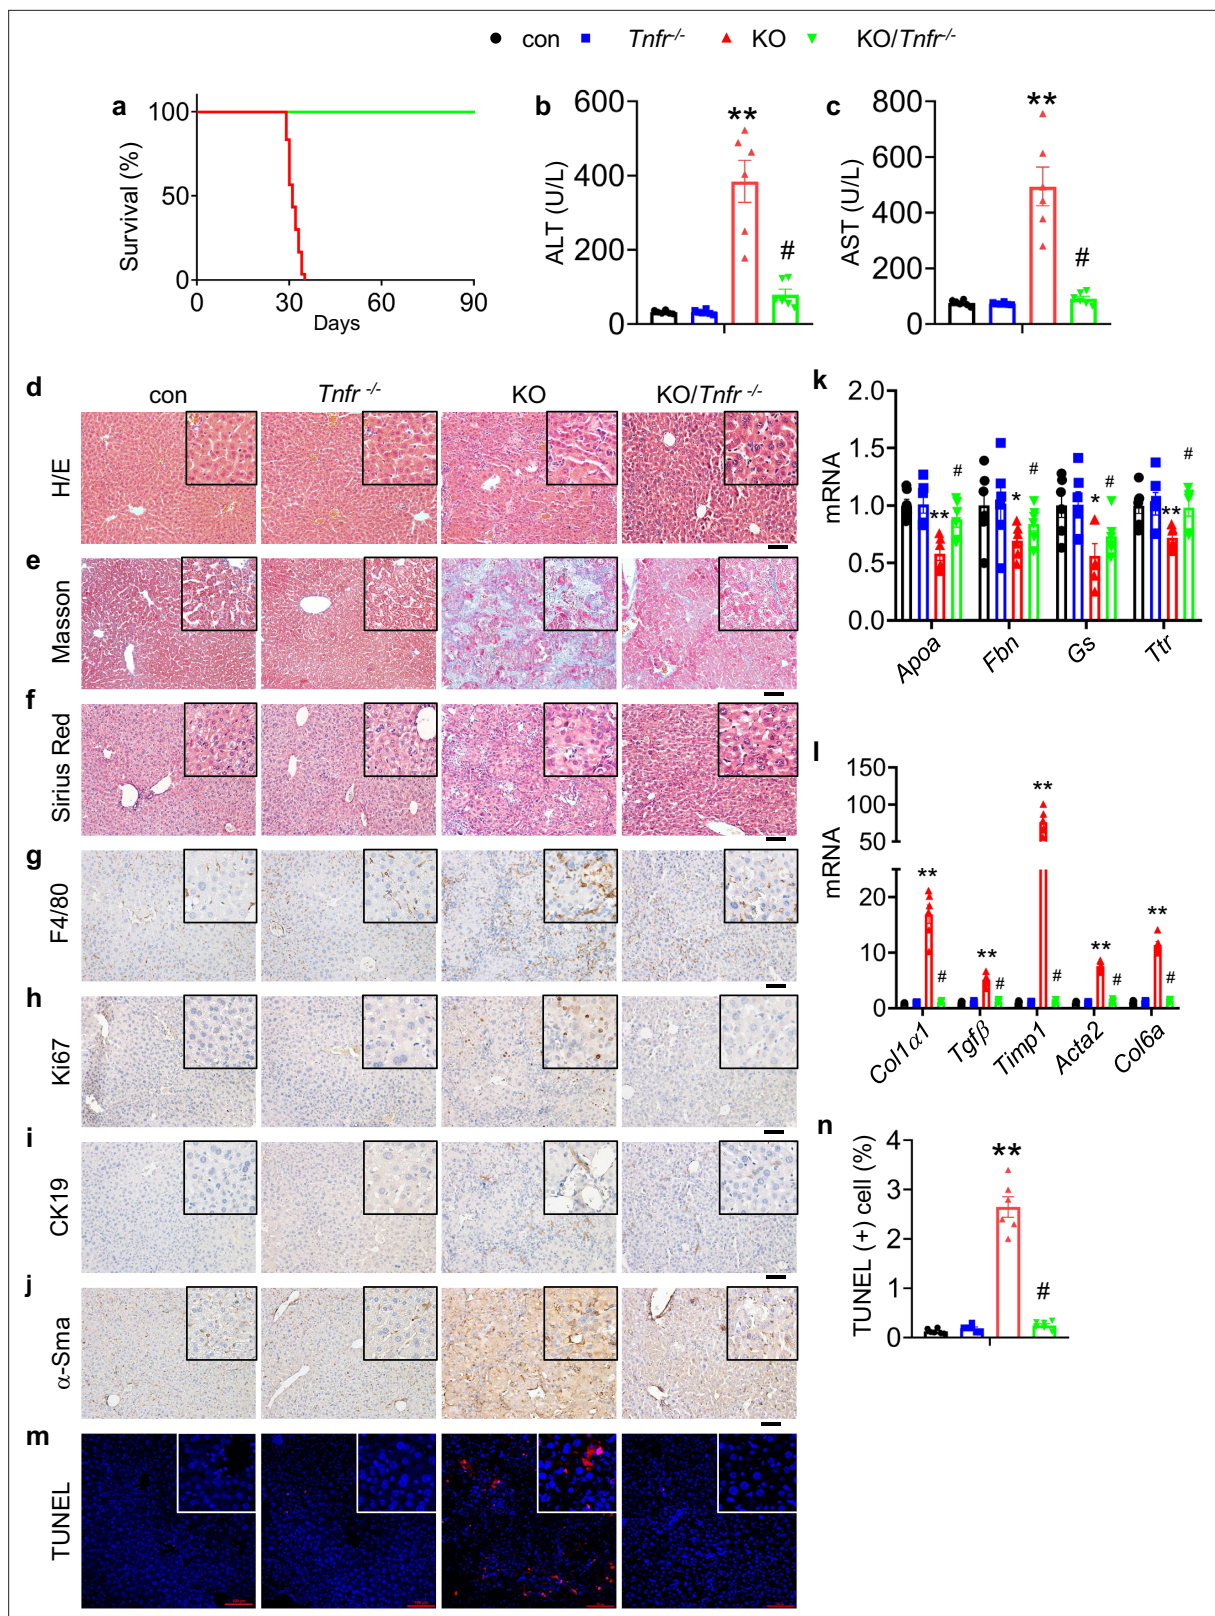 con Tnfr-/- KO KO/Tnfr-/-
a
Survival (%)
100
50
0
0 30 60 90
Days
b
ALT (U/L)
600
400
200
0
**
#
c
AST (U/L)
800
600
400
200
0
**
#
con Tnfr -/- KO KO/Tnfr -/-
d
H/E
e
Masson
f
Sirius Red
g
F4/80
h
Ki67
i
CK19
j
α-Sma
m
TUNEL
k
mRNA
2.0
1.5
1.0
0.5
0.0
** # * # * # ** #
Apoa Fbn Gs Ttr
l
mRNA
150
100
50
20
10
0
** # ** # ** # ** # ** #
Col1α1 Tgfβ Timp1 Acta2 Col6a
n
TUNEL (+) cell (%)
4
3
2
1
0
**
#